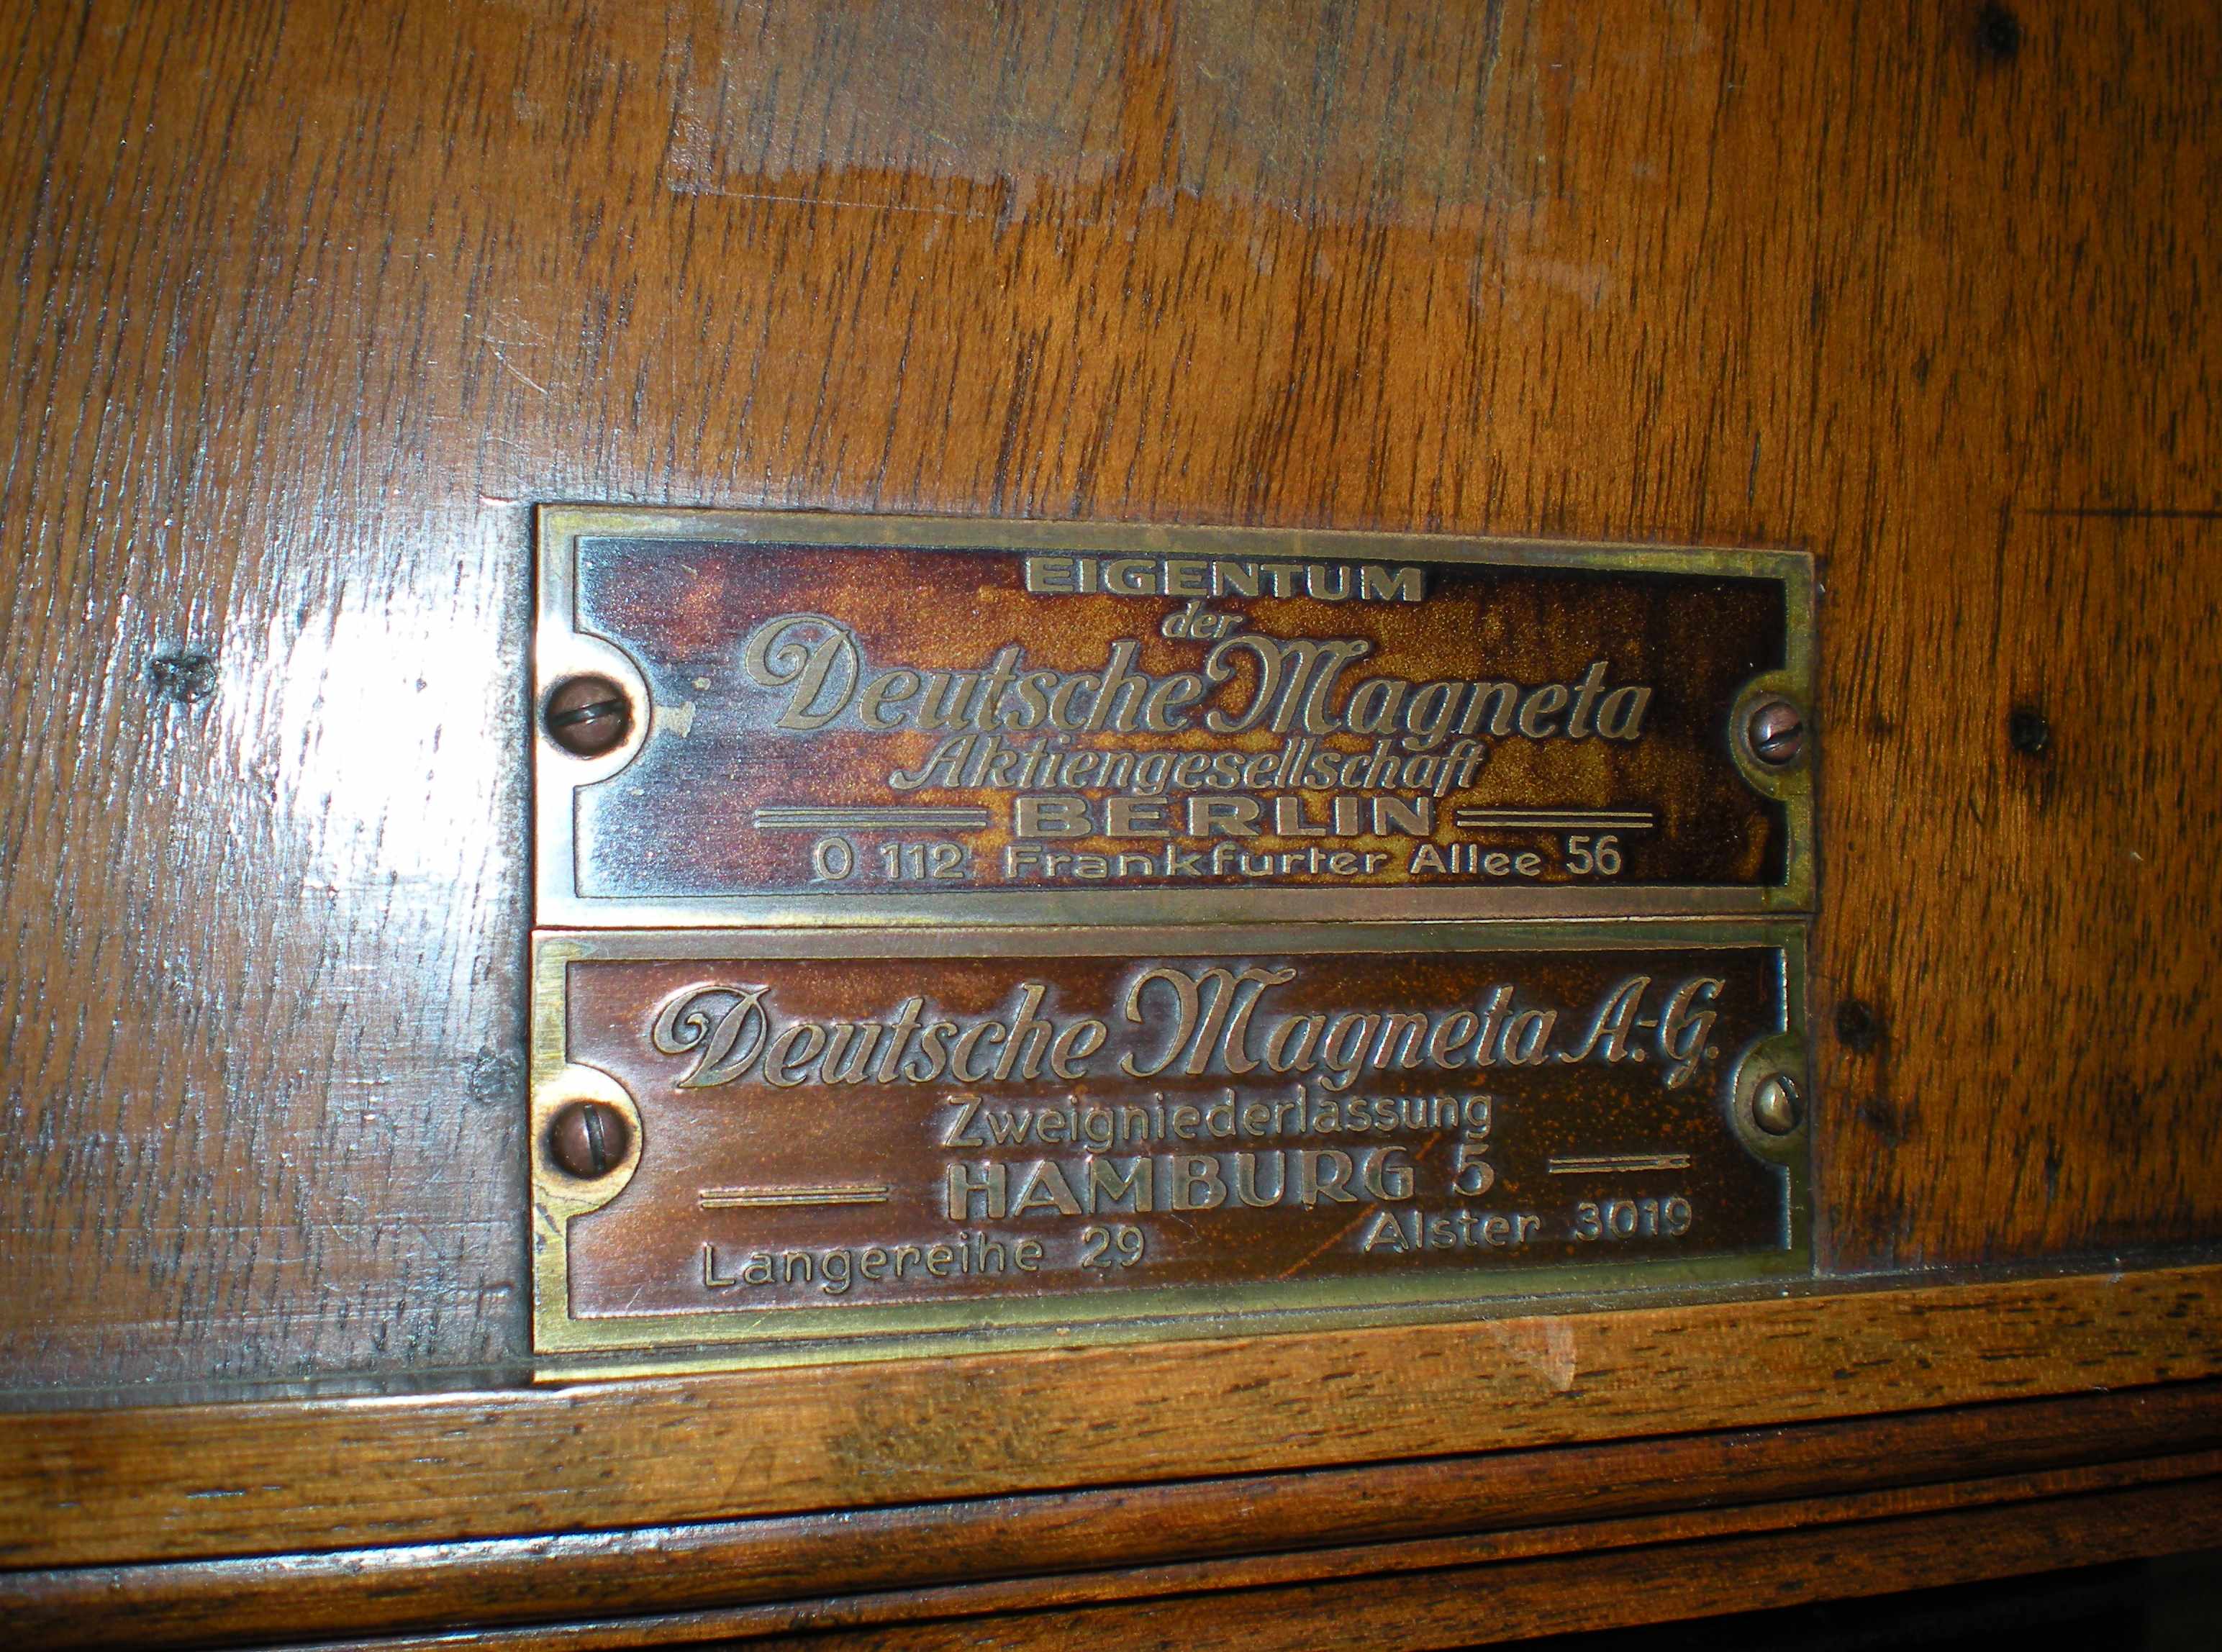 EIGENTUM
der
Deutsche Magneta
Aktiengesellschaft
BERLIN
O 112 Frankfurter Allee 56
Deutsche Magneta A.-G.
Zweigniederlassung
HAMBURG 5
Langereihe 29 Alster 3019